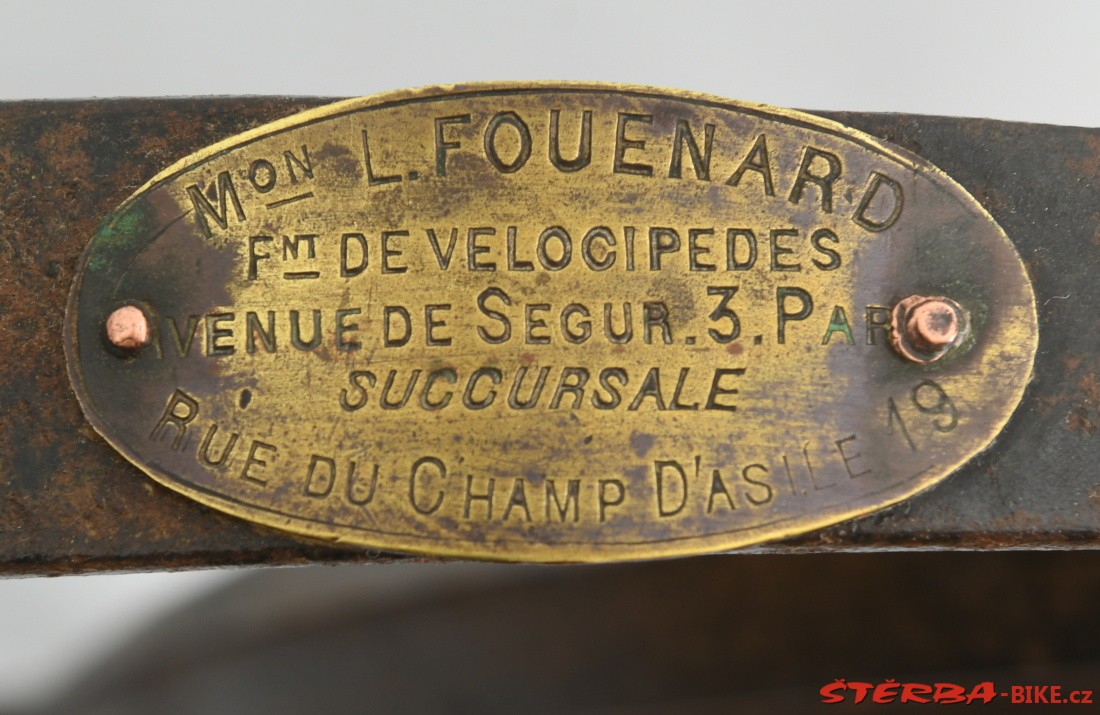 MON L. FOUENARD
FNT DE VELOCIPEDES
VENUE DE SEGUR. 3. PAR
SUCCURSALE
RUE DU CHAMP D'ASILE 19
ŠTĚRBA-BIKE.cz